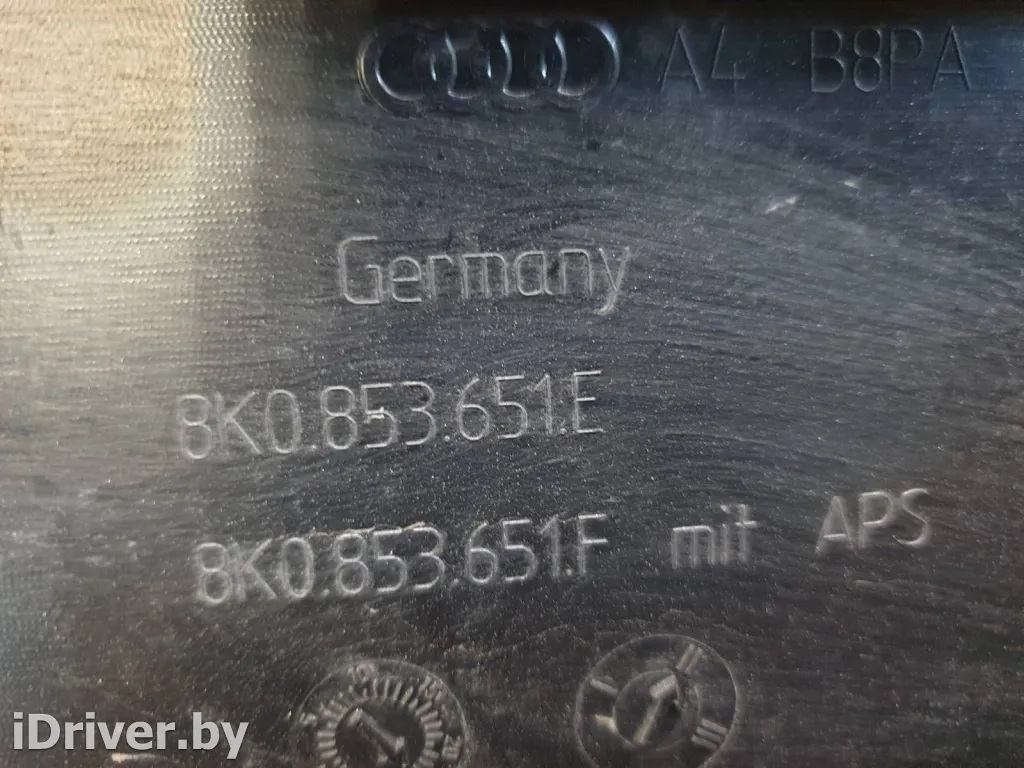 A4 B8PA
Germany
8K0.853.651.E
8K0.853.651.F mit APS
iDriver.by